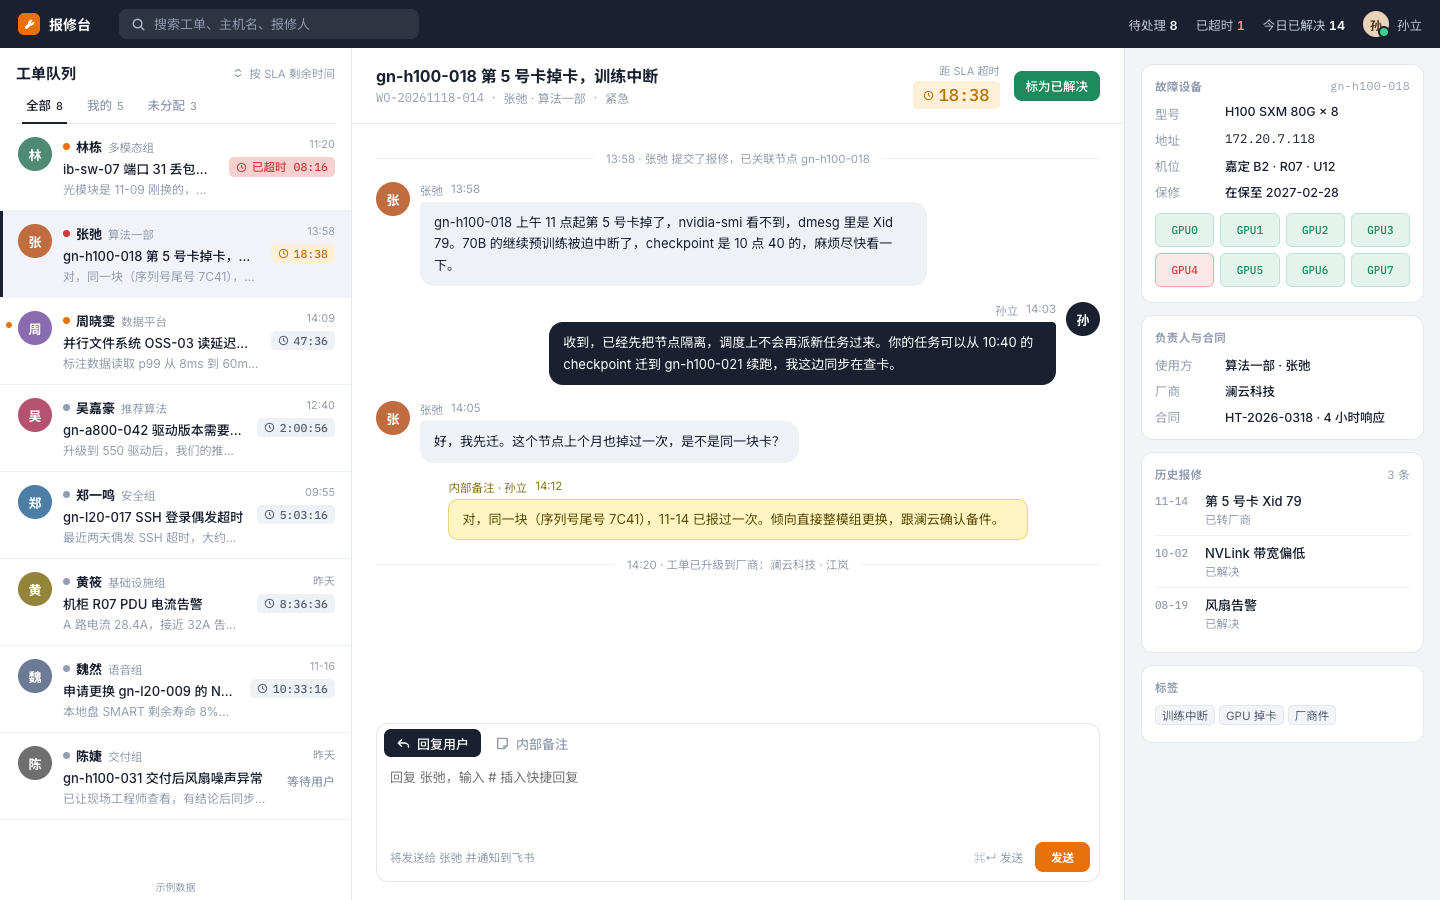 报修台
搜索工单、主机名、报修人
待处理 8
已超时 1
今日已解决 14
孙
孙立
工单队列
按 SLA 剩余时间
全部 8
我的 5
未分配 3
林
林栋 多模态组
11:20
ib-sw-07 端口 31 丢包…
已超时 08:16
光模块是 11-09 刚换的，…
张
张弛 算法一部
13:58
gn-h100-018 第 5 号卡掉卡，…
18:38
对，同一块（序列号尾号 7C41），…
周
周晓雯 数据平台
14:09
并行文件系统 OSS-03 读延迟…
47:36
标注数据读取 p99 从 8ms 到 60m…
吴
吴嘉豪 推荐算法
12:40
gn-a800-042 驱动版本需要…
2:00:56
升级到 550 驱动后，我们的推…
郑
郑一鸣 安全组
09:55
gn-l20-017 SSH 登录偶发超时
5:03:16
最近两天偶发 SSH 超时，大约…
黄
黄筱 基础设施组
昨天
机柜 R07 PDU 电流告警
8:36:36
A 路电流 28.4A，接近 32A 告…
魏
魏然 语音组
11-16
申请更换 gn-l20-009 的 N…
10:33:16
本地盘 SMART 剩余寿命 8%…
陈
陈婕 交付组
昨天
gn-h100-031 交付后风扇噪声异常
等待用户
已让现场工程师查看，有结论后同步…
示例数据
gn-h100-018 第 5 号卡掉卡，训练中断
WO-20261118-014 · 张弛 · 算法一部 · 紧急
距 SLA 超时
18:38
标为已解决
13:58 · 张弛 提交了报修，已关联节点 gn-h100-018
张
张弛 13:58
gn-h100-018 上午 11 点起第 5 号卡掉了，nvidia-smi 看不到，dmesg 里是 Xid
79。70B 的继续预训练被迫中断了，checkpoint 是 10 点 40 的，麻烦尽快看一
下。
孙立 14:03
孙
收到，已经先把节点隔离，调度上不会再派新任务过来。你的任务可以从 10:40 的
checkpoint 迁到 gn-h100-021 续跑，我这边同步在查卡。
张
张弛 14:05
好，我先迁。这个节点上个月也掉过一次，是不是同一块卡？
内部备注 · 孙立 14:12
对，同一块（序列号尾号 7C41），11-14 已报过一次。倾向直接整模组更换，跟澜云确认备件。
14:20 · 工单已升级到厂商：澜云科技 · 江岚
回复用户
内部备注
回复 张弛，输入 # 插入快捷回复
将发送给 张弛 并通知到飞书
⌘↵ 发送
发送
故障设备
gn-h100-018
型号 H100 SXM 80G × 8
地址 172.20.7.118
机位 嘉定 B2 · R07 · U12
保修 在保至 2027-02-28
GPU0 GPU1 GPU2 GPU3
GPU4 GPU5 GPU6 GPU7
负责人与合同
使用方 算法一部 · 张弛
厂商 澜云科技
合同 HT-2026-0318 · 4 小时响应
历史报修
3 条
11-14 第 5 号卡 Xid 79
已转厂商
10-02 NVLink 带宽偏低
已解决
08-19 风扇告警
已解决
标签
训练中断 GPU 掉卡 厂商件